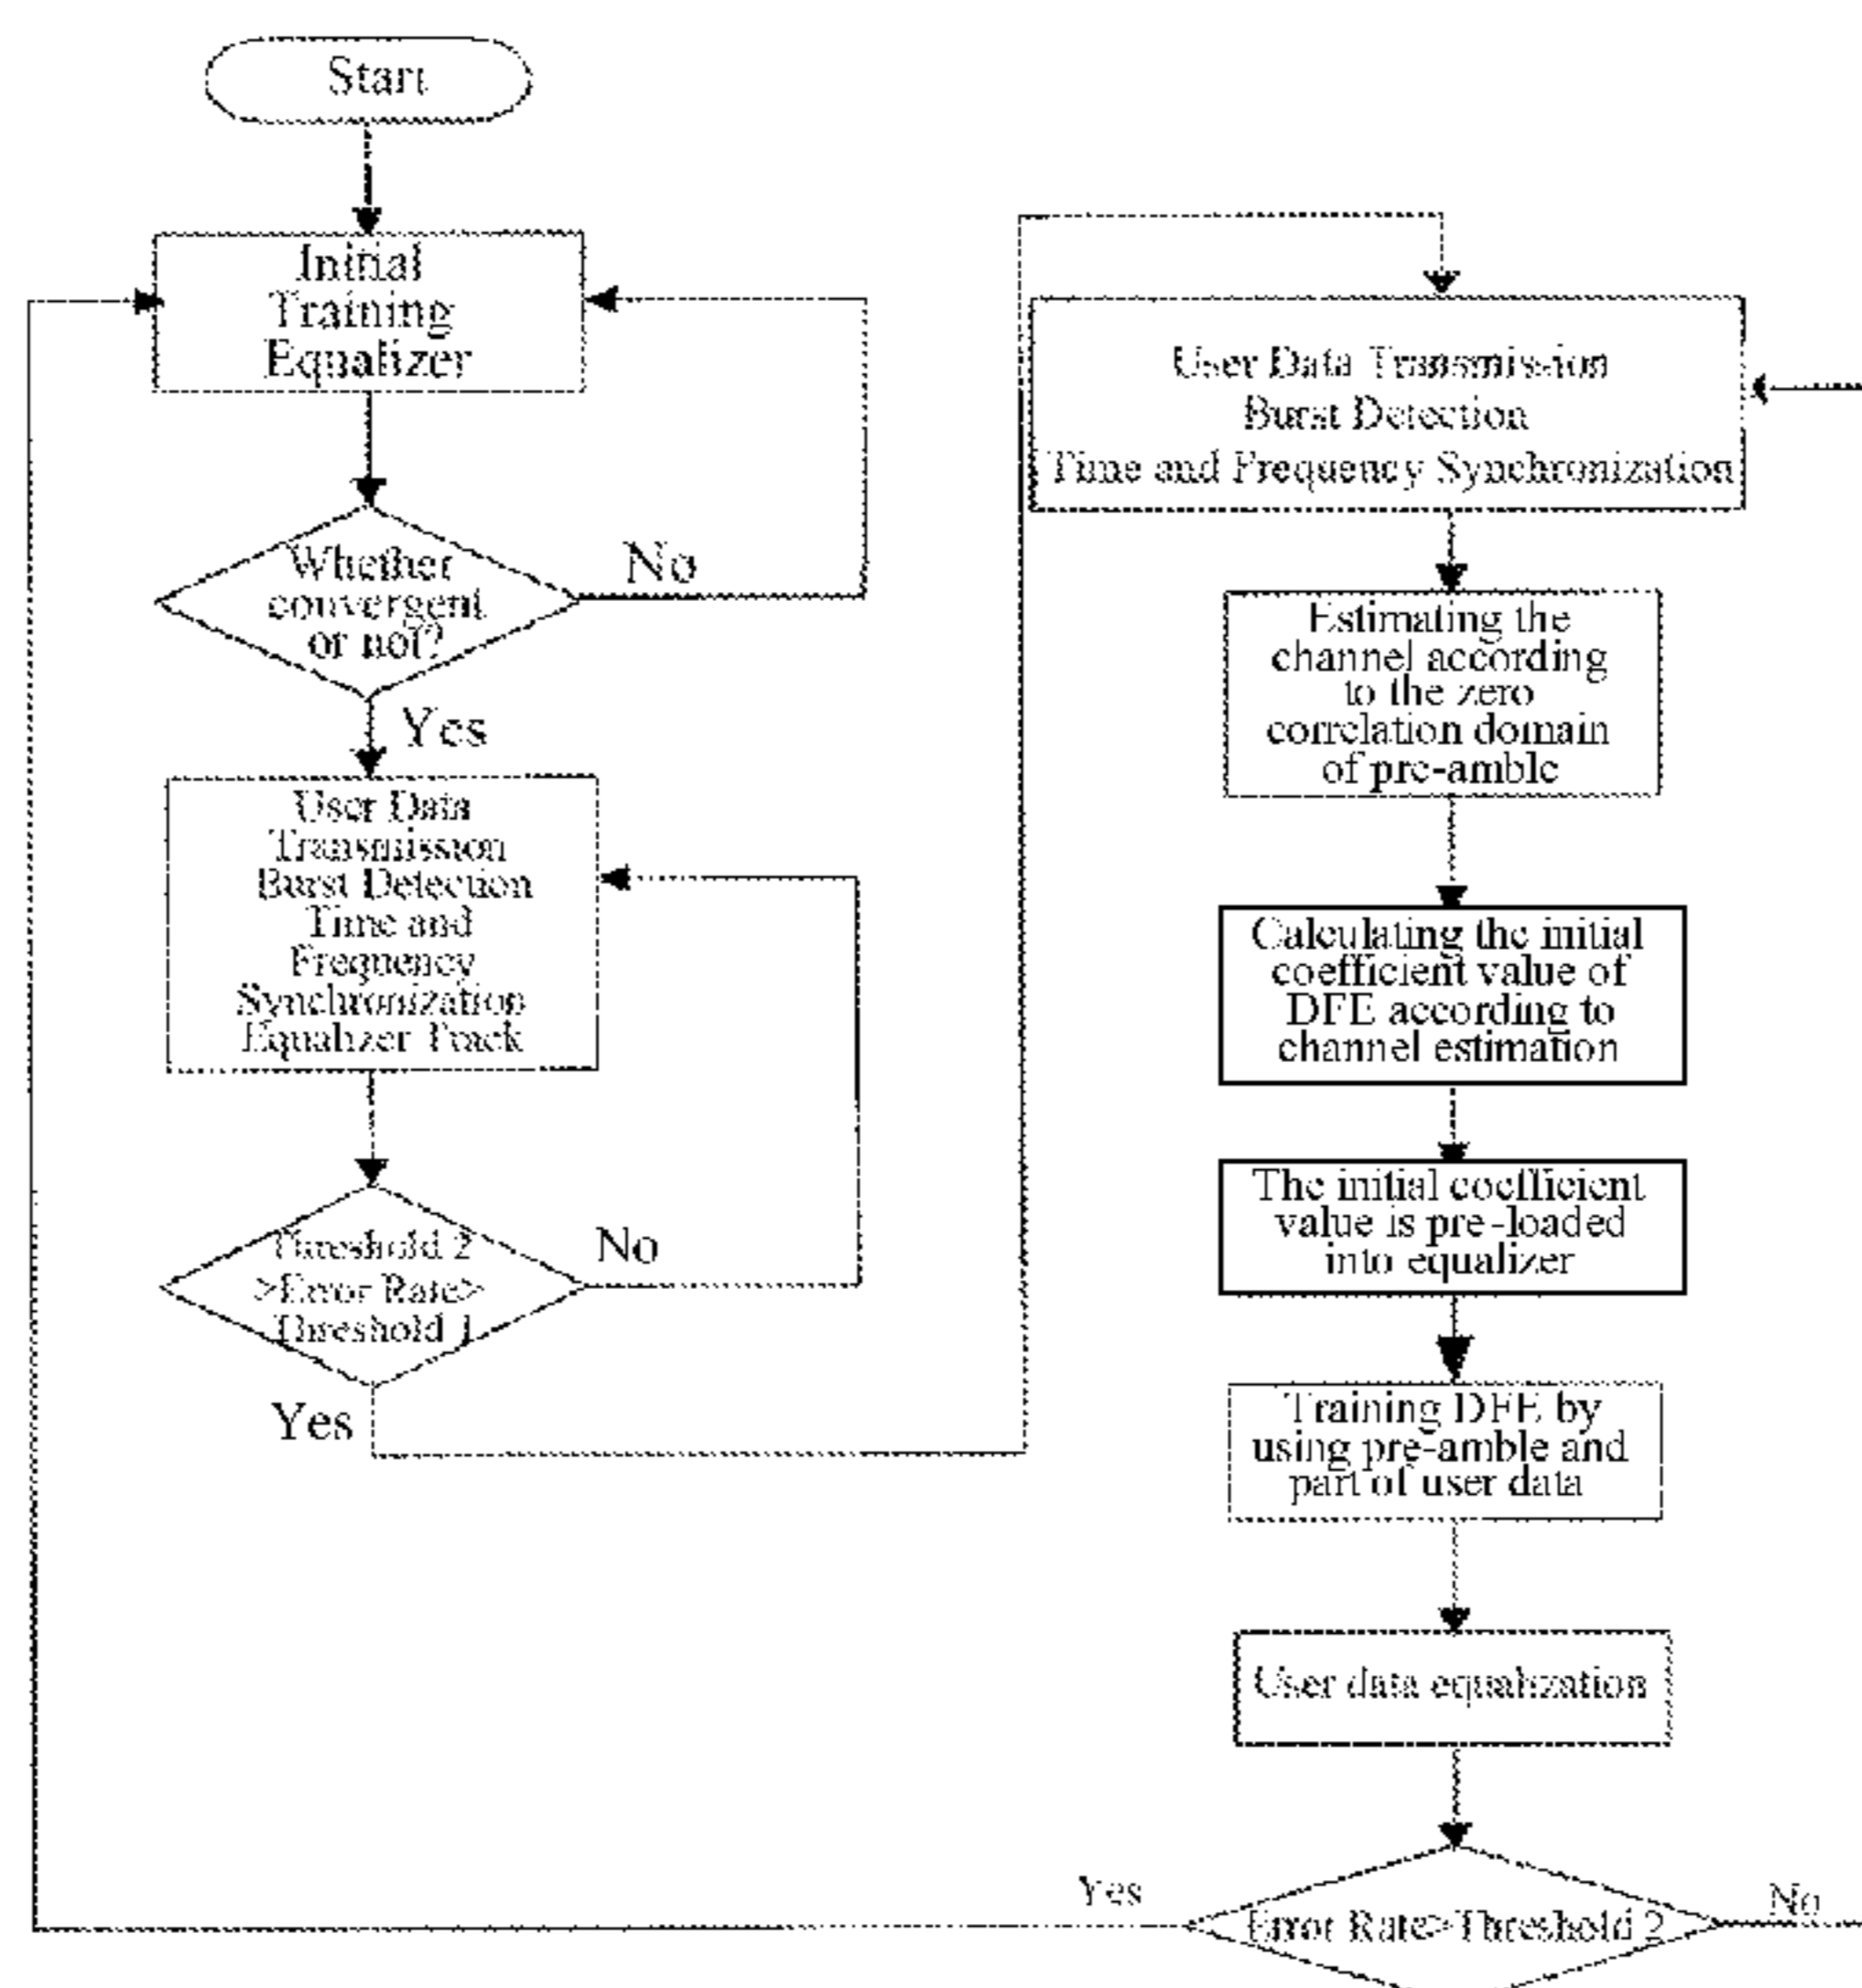 Start
Initial
Training
Equalizer
Whether
convergent
or not?
No
Yes
User Data
Transmission
Burst Detection
Time and
Frequency
Synchronization
Equalizer Track
Threshold 2
>Error Rate>
Threshold 1
No
Yes
User Data Transmission
Burst Detection
Time and Frequency Synchronization
Estimating the
channel according
to the zero
correlation domain
of pre-amble
Calculating the initial
coefficient value of
DFE according to
channel estimation
The initial coefficient
value is pre-loaded
into equalizer
Training DFE by
using pre-amble and
part of user data
User data equalization
Error Rate>Threshold 2
Yes
No